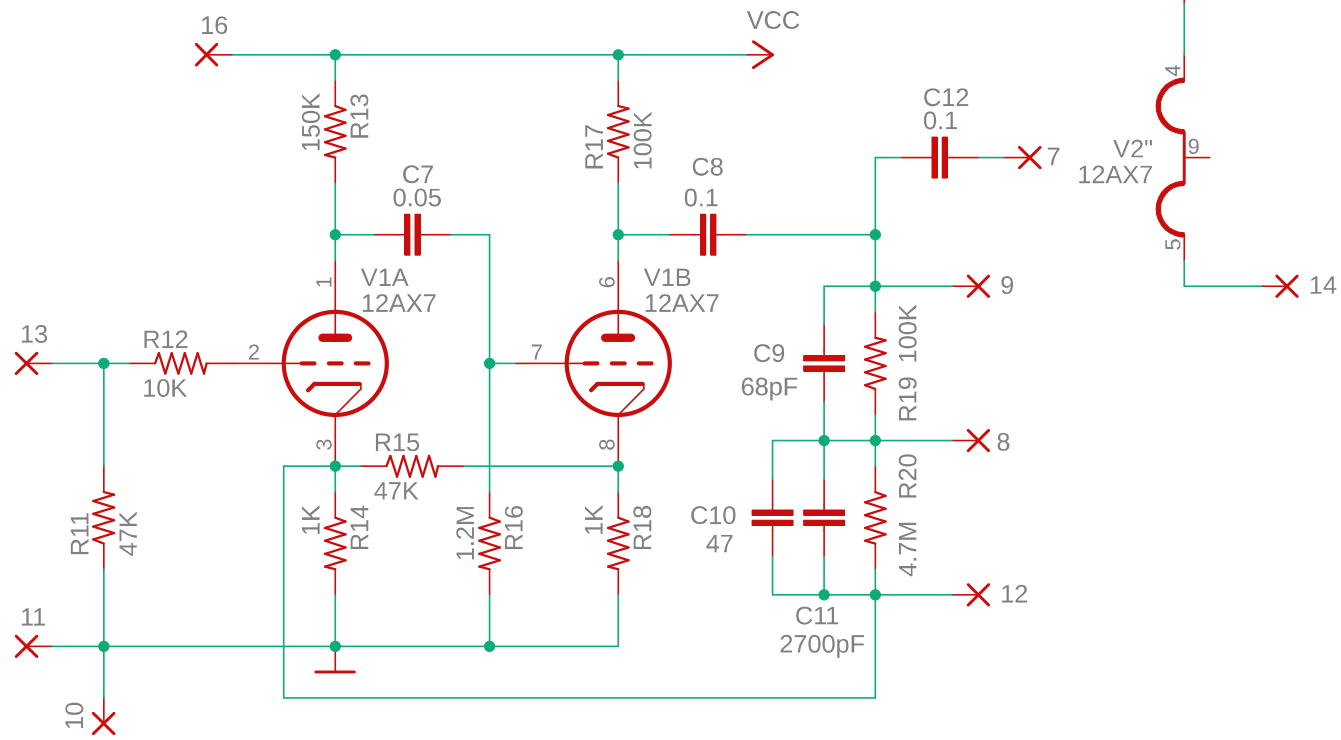 16
VCC
150K
R13
R17
100K
C12
0.1
7
4
V2"
12AX7
9
5
14
C7
0.05
C8
0.1
1
V1A
12AX7
6
V1B
12AX7
9
13
R12
10K
2
7
C9
68pF
R19
100K
3
R15
47K
8
8
R11
47K
1K
R14
1.2M
R16
1K
R18
C10
47
R20
4.7M
12
C11
2700pF
11
10